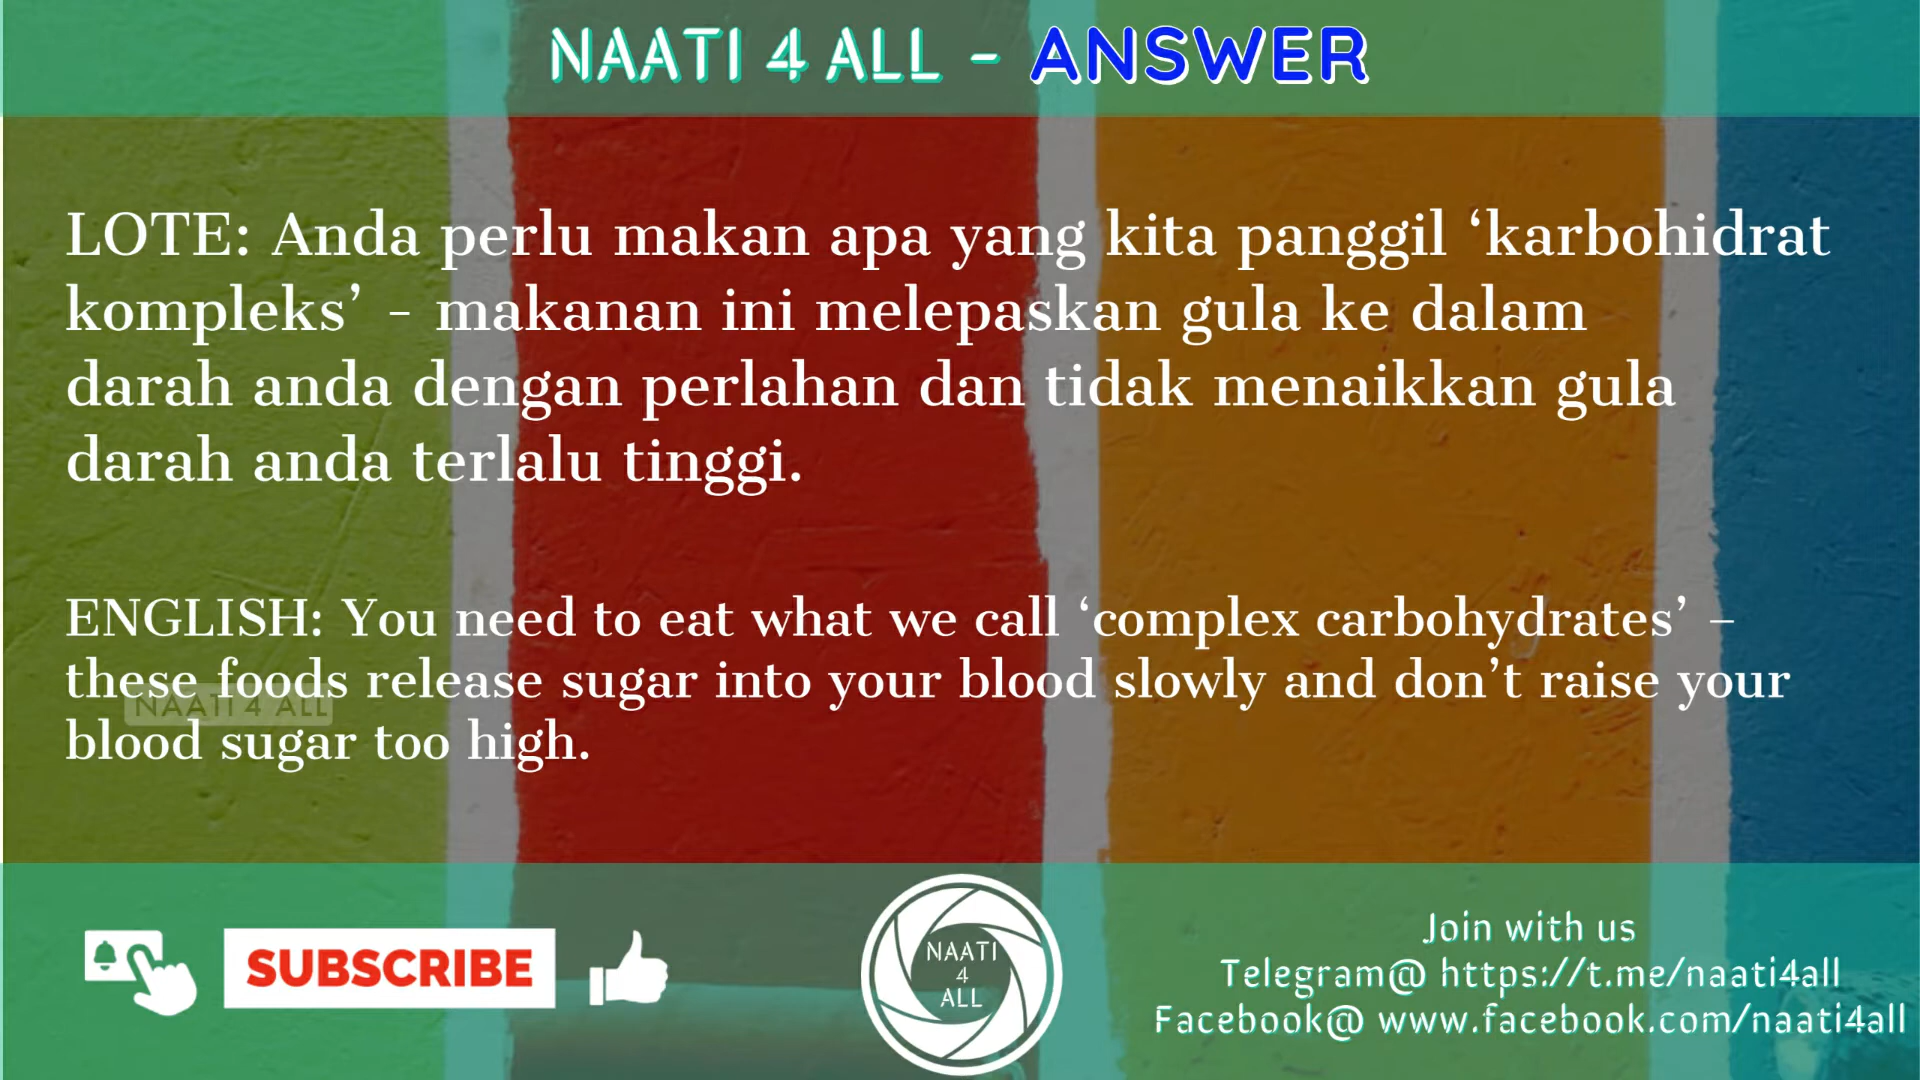 NAATI 4 ALL - ANSWER
LOTE: Anda perlu makan apa yang kita panggil ‘karbohidrat
kompleks’ - makanan ini melepaskan gula ke dalam
darah anda dengan perlahan dan tidak menaikkan gula
darah anda terlalu tinggi.
ENGLISH: You need to eat what we call ‘complex carbohydrates’ –
these foods release sugar into your blood slowly and don’t raise your
NAATI 4 ALL
blood sugar too high.
SUBSCRIBE
NAATI
4
ALL
Join with us
Telegram@ https://t.me/naati4all
Facebook@ www.facebook.com/naati4all